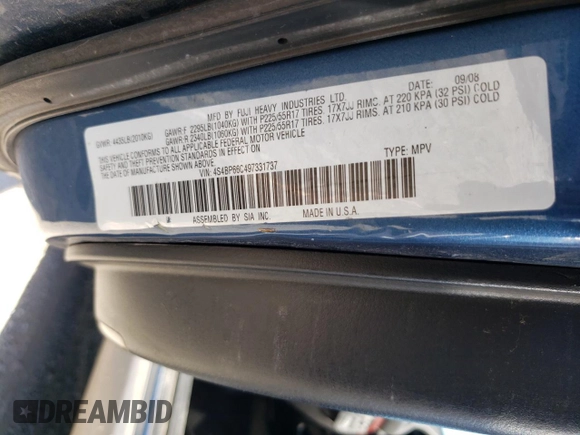 MFD BY FUJI HEAVY INDUSTRIES LTD.
DATE: 09/08
GVWR: 4435LB(2010KG)
GAWR:F 2295LB(1040KG) WITH P225/55R17 TIRES, 17X7JJ RIMS, AT 220 KPA (32 PSI) COLD
GAWR:R 2340LB(1060KG) WITH P225/55R17 TIRES, 17X7JJ RIMS, AT 210 KPA (30 PSI) COLD
THIS VEHICLE CONFORMS TO ALL APPLICABLE FEDERAL MOTOR VEHICLE
SAFETY AND THEFT PREVENTION STANDARDS IN EFFECT ON
THE DATE OF MANUFACTURE SHOWN ABOVE.
VIN: 4S4BP66C497331737
TYPE: MPV
ASSEMBLED BY SIA INC.
MADE IN U.S.A.
DREAMBID